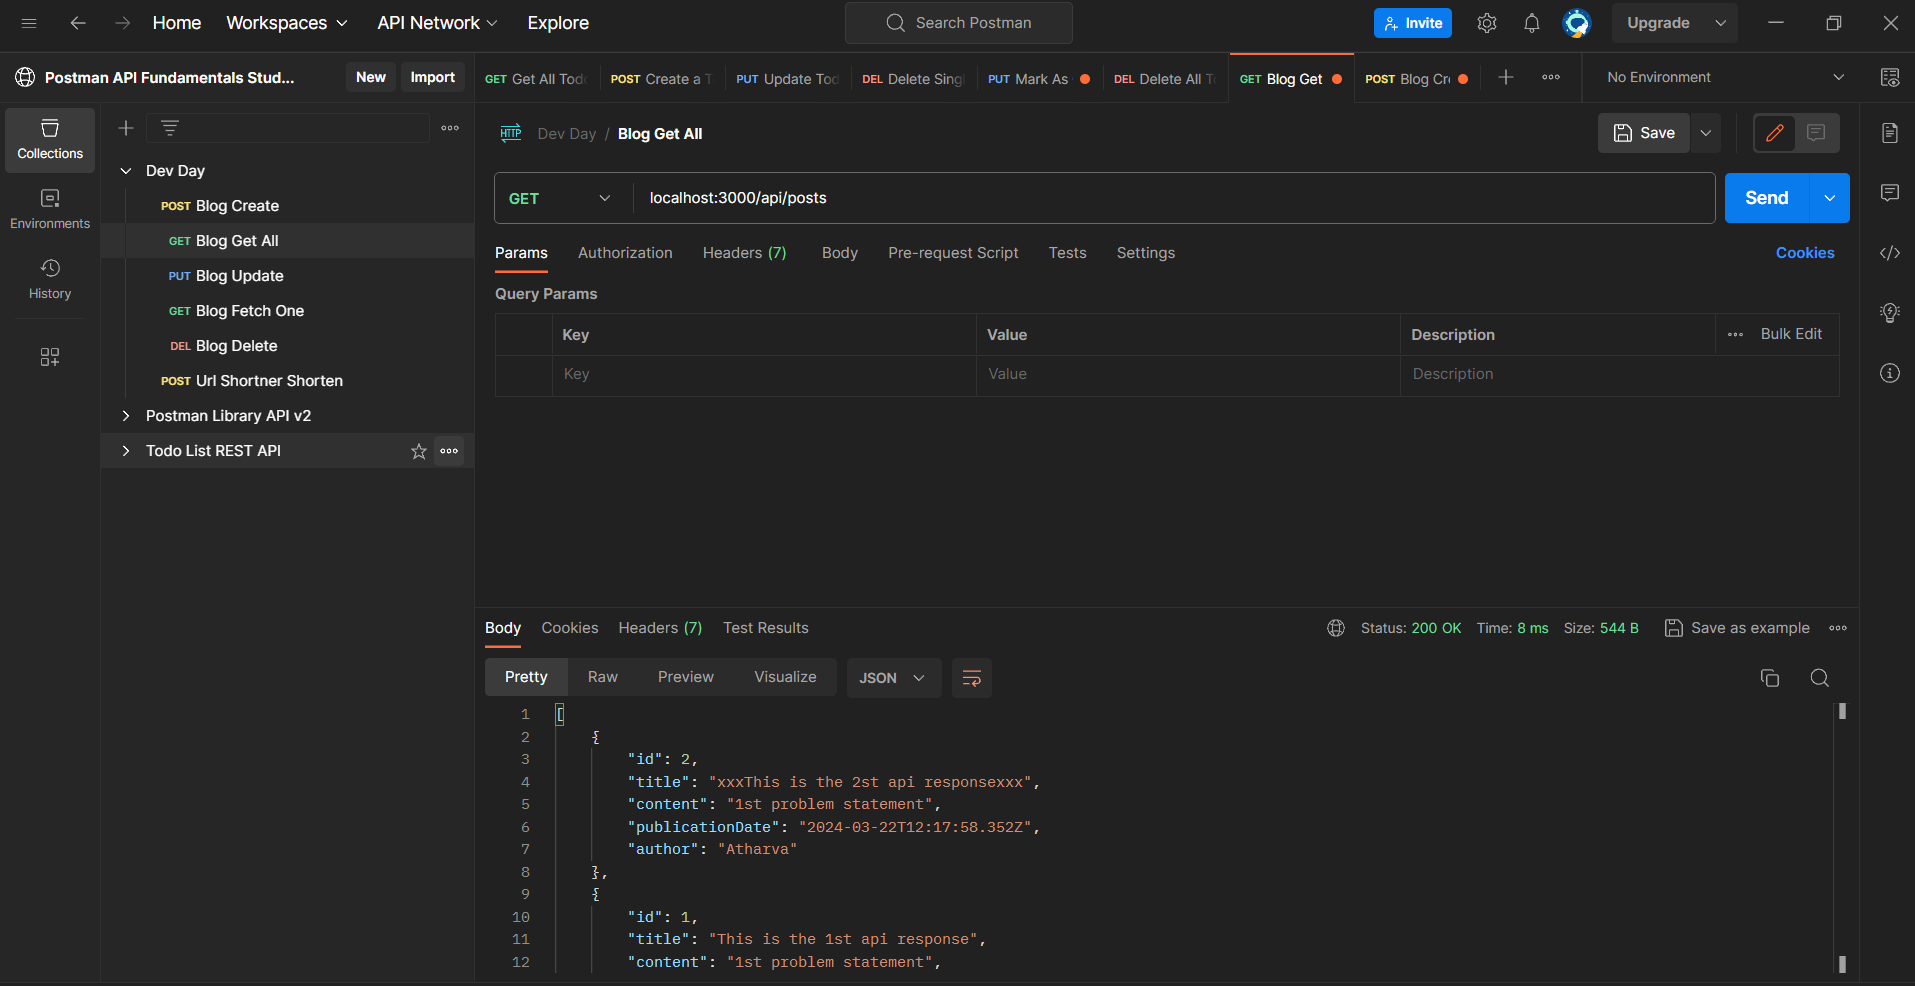 Home Workspaces API Network Explore Search Postman Invite Upgrade
Postman API Fundamentals Stud... New Import
GET Get All Tod POST Create a T PUT Update Tod DEL Delete Sing PUT Mark As DEL Delete All T GET Blog Get POST Blog Cr No Environment
Collections
Environments
History
Dev Day
POST Blog Create
GET Blog Get All
PUT Blog Update
GET Blog Fetch One
DEL Blog Delete
POST Url Shortner Shorten
Postman Library API v2
Todo List REST API
HTTP Dev Day / Blog Get All Save
GET localhost:3000/api/posts Send
Params Authorization Headers (7) Body Pre-request Script Tests Settings Cookies
Query Params
Key Value Description Bulk Edit
Key Value Description
Body Cookies Headers (7) Test Results Status: 200 OK Time: 8 ms Size: 544 B Save as example
Pretty Raw Preview Visualize JSON
1 [
2 {
3 "id": 2,
4 "title": "xxxThis is the 2st api responsexxx",
5 "content": "1st problem statement",
6 "publicationDate": "2024-03-22T12:17:58.352Z",
7 "author": "Atharva"
8 },
9 {
10 "id": 1,
11 "title": "This is the 1st api response",
12 "content": "1st problem statement",